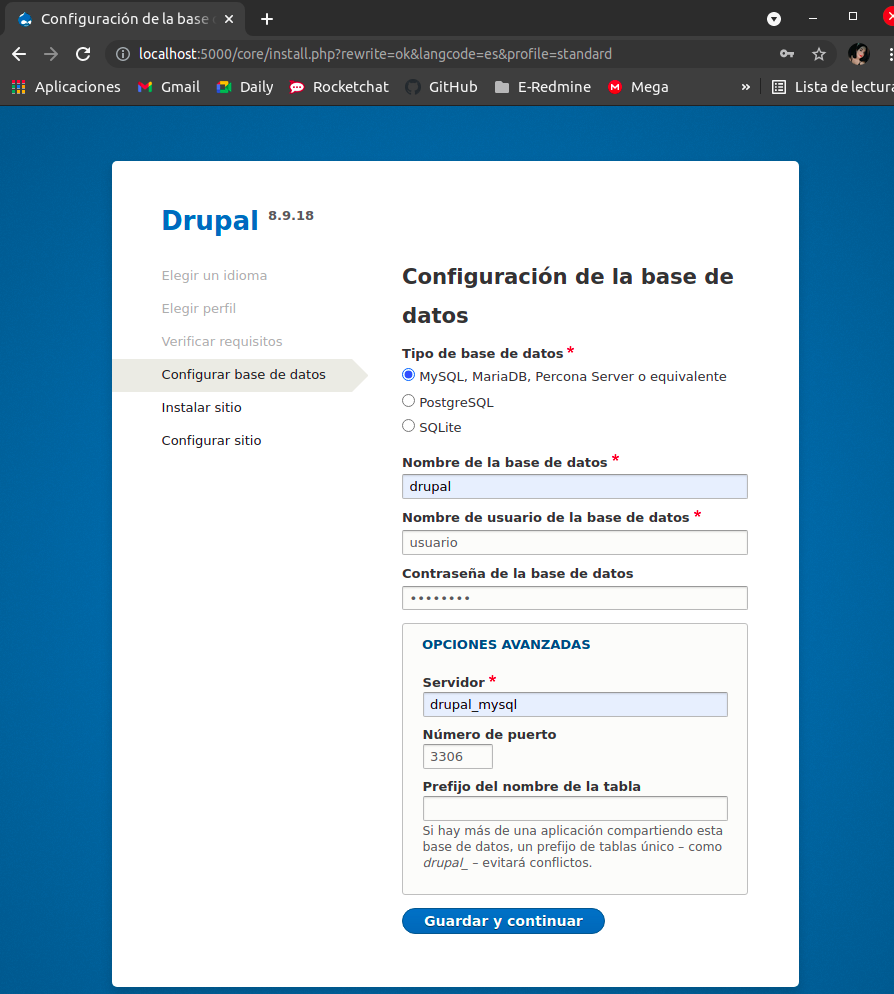 Configuración de la base
localhost:5000/core/install.php?rewrite=ok&langcode=es&profile=standard
Aplicaciones Gmail Daily Rocketchat GitHub E-Redmine Mega » Lista de lectura
Drupal 8.9.18
Elegir un idioma
Elegir perfil
Verificar requisitos
Configurar base de datos
Instalar sitio
Configurar sitio
Configuración de la base de
datos
Tipo de base de datos *
MySQL, MariaDB, Percona Server o equivalente
PostgreSQL
SQLite
Nombre de la base de datos *
drupal
Nombre de usuario de la base de datos *
usuario
Contraseña de la base de datos
••••••••
OPCIONES AVANZADAS
Servidor *
drupal_mysql
Número de puerto
3306
Prefijo del nombre de la tabla
Si hay más de una aplicación compartiendo esta
base de datos, un prefijo de tablas único – como
drupal_ – evitará conflictos.
Guardar y continuar